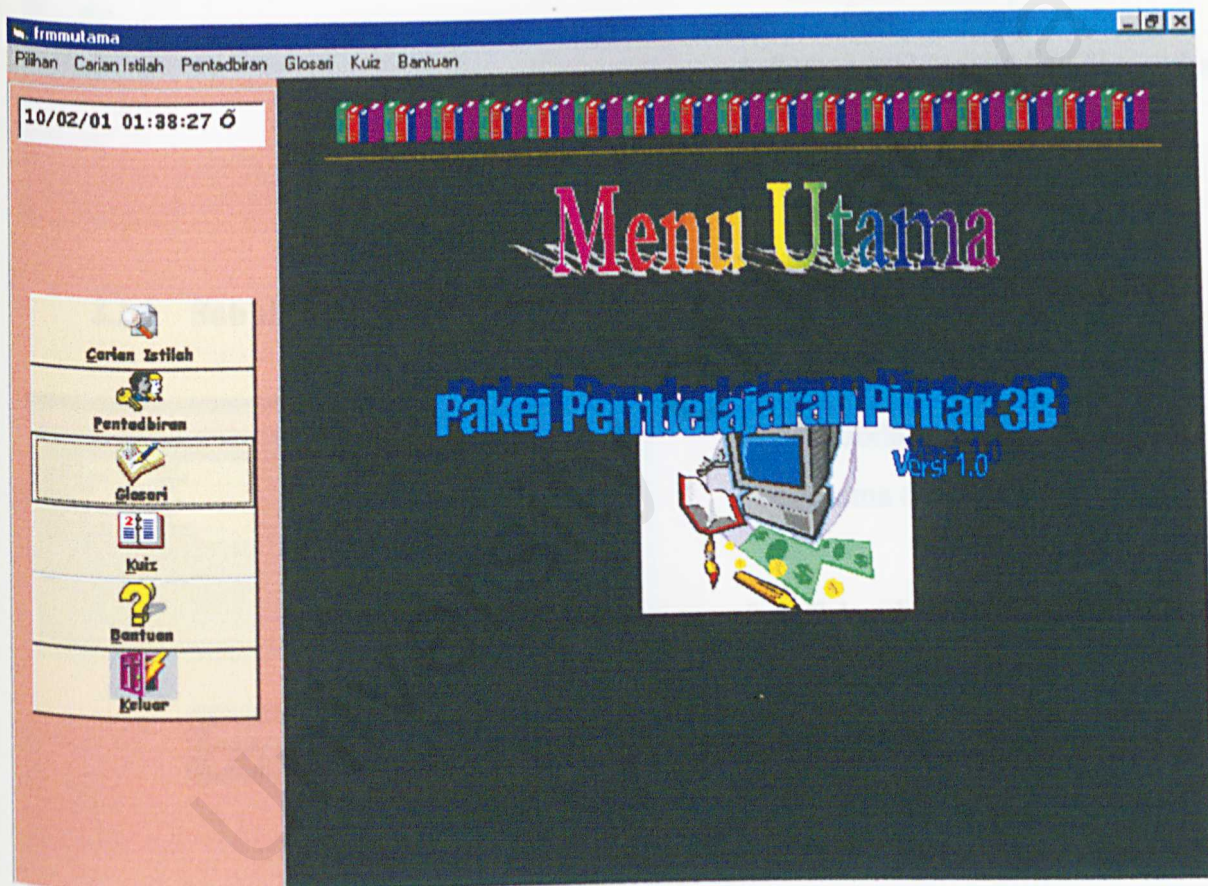 frmmutama
Pilihan Carian Istilah Pentadbiran Glosari Kuiz Bantuan
10/02/01 01:38:27 Ő
Menu Utama
Carian Istilah
Pentadbiran
Glosari
Kuiz
Bantuan
Keluar
Pakej Pembelajaran Pintar 3B
Versi 1.0